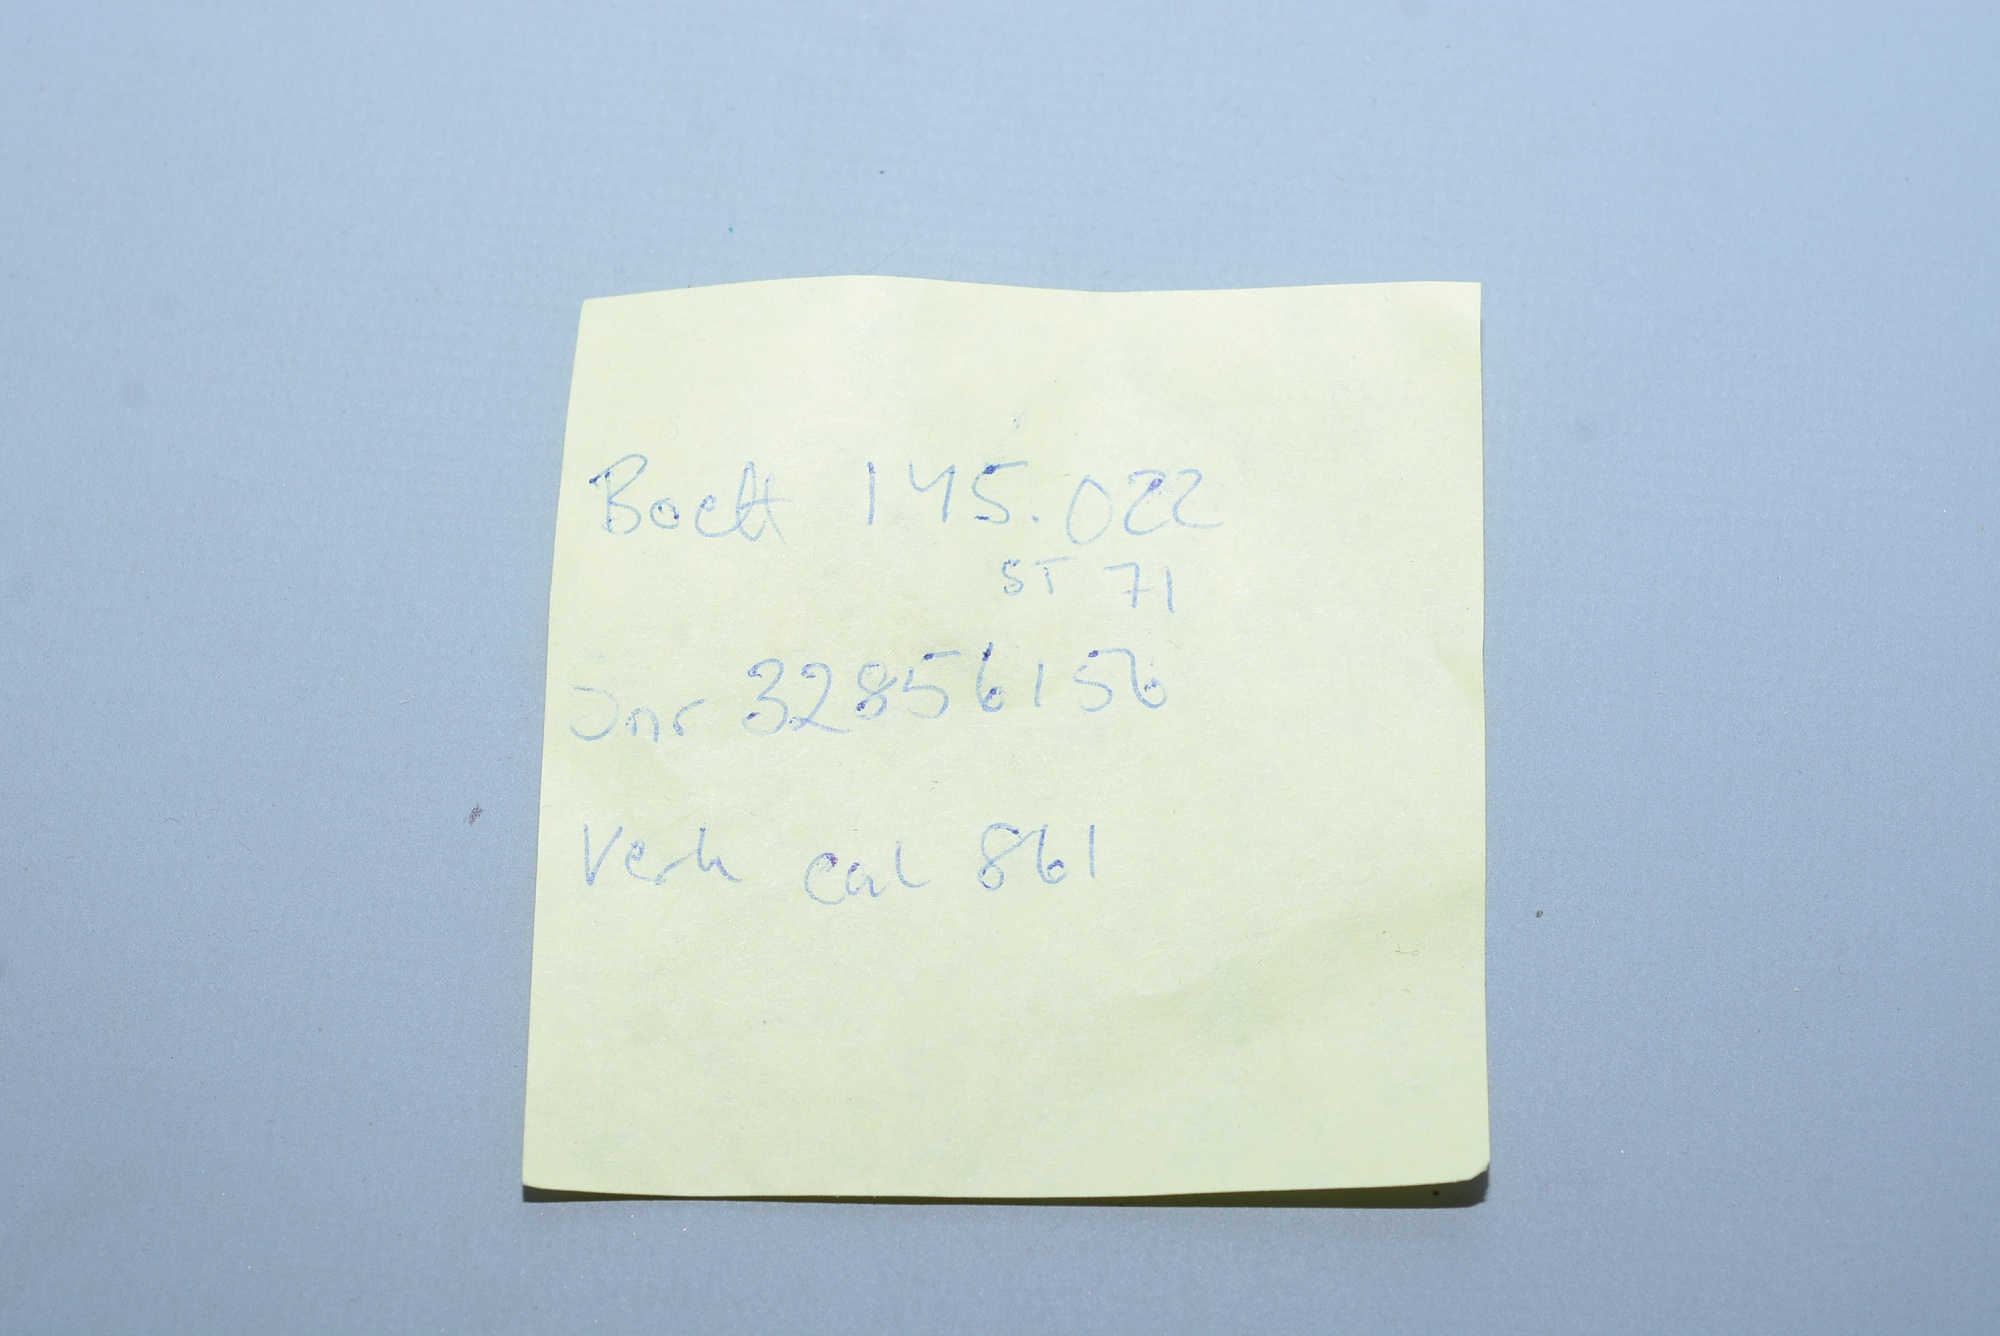 Boett 145.022
ST 71
Snr 32856156
Verk cal 861